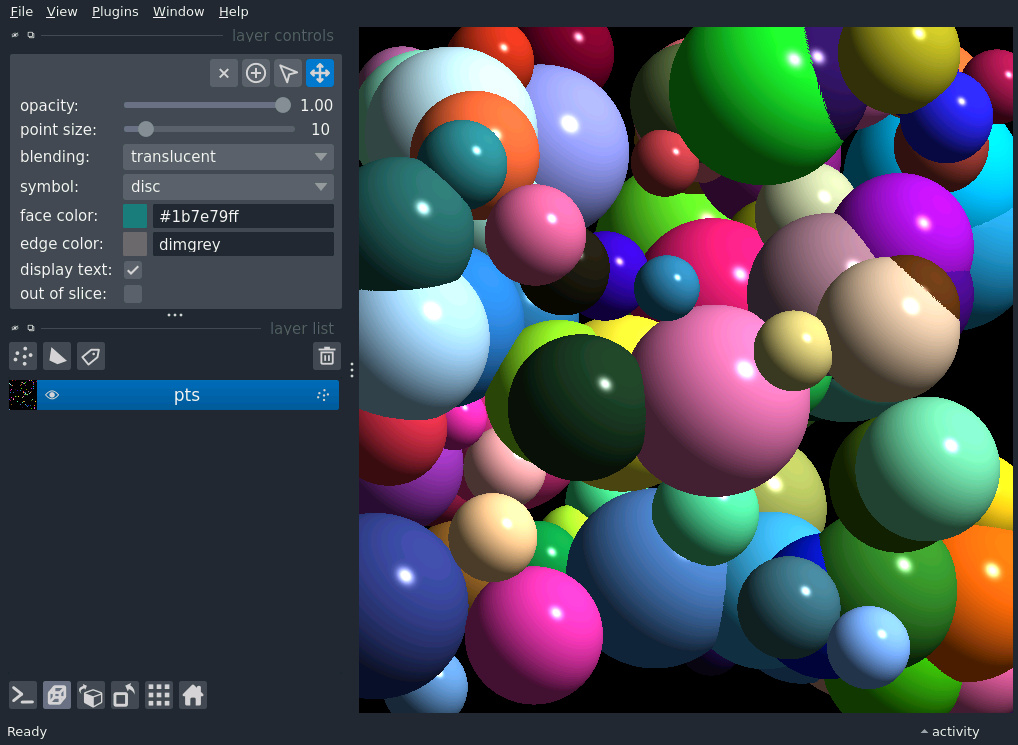 File View Plugins Window Help
layer controls
opacity: 1.00
point size: 10
blending: translucent
symbol: disc
face color: #1b7e79ff
edge color: dimgrey
display text:
out of slice:
layer list
pts
Ready activity